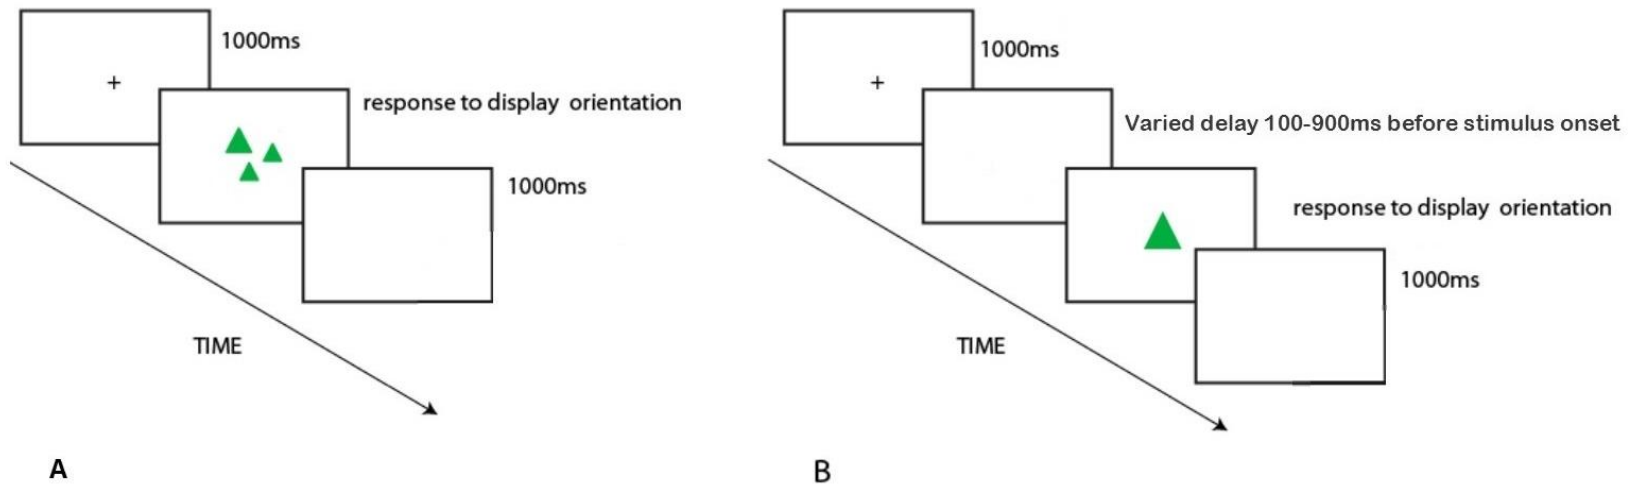 1000ms
response to display orientation
1000ms
TIME
A
1000ms
Varied delay 100-900ms before stimulus onset
response to display orientation
1000ms
TIME
B